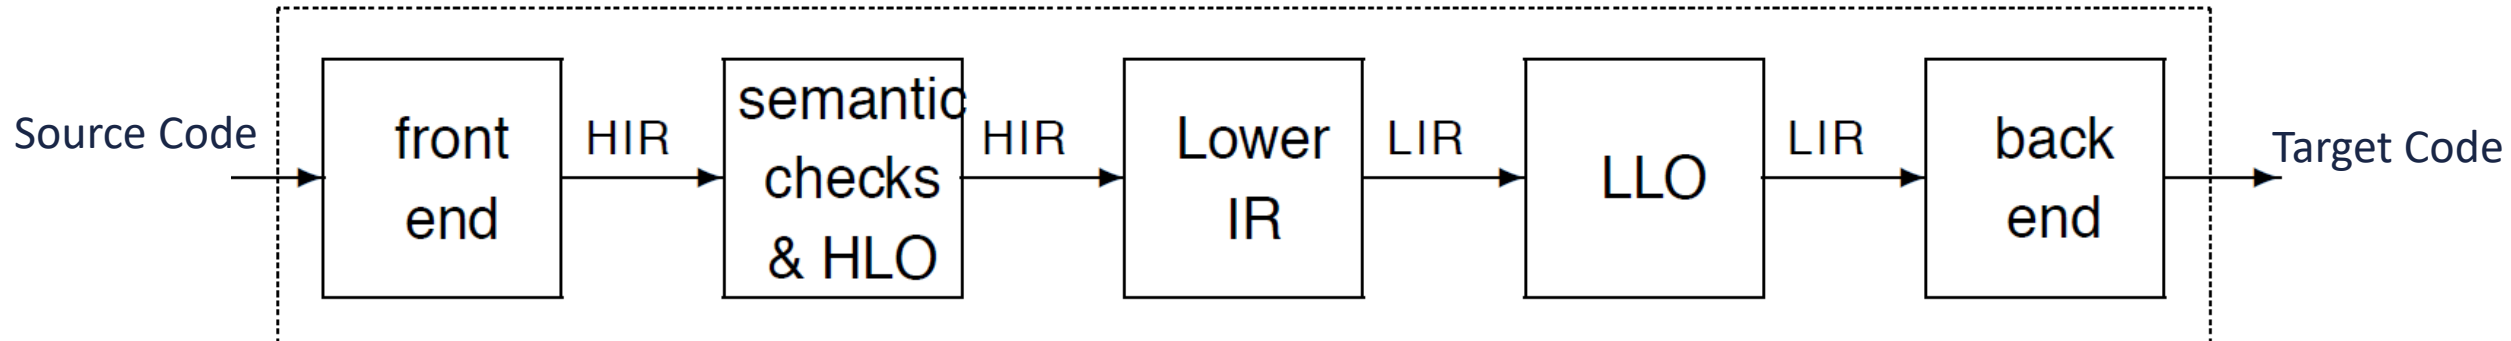 Source Code
front
end
HIR
semantic
checks
& HLO
HIR
Lower
IR
LIR
LLO
LIR
back
end
Target Code